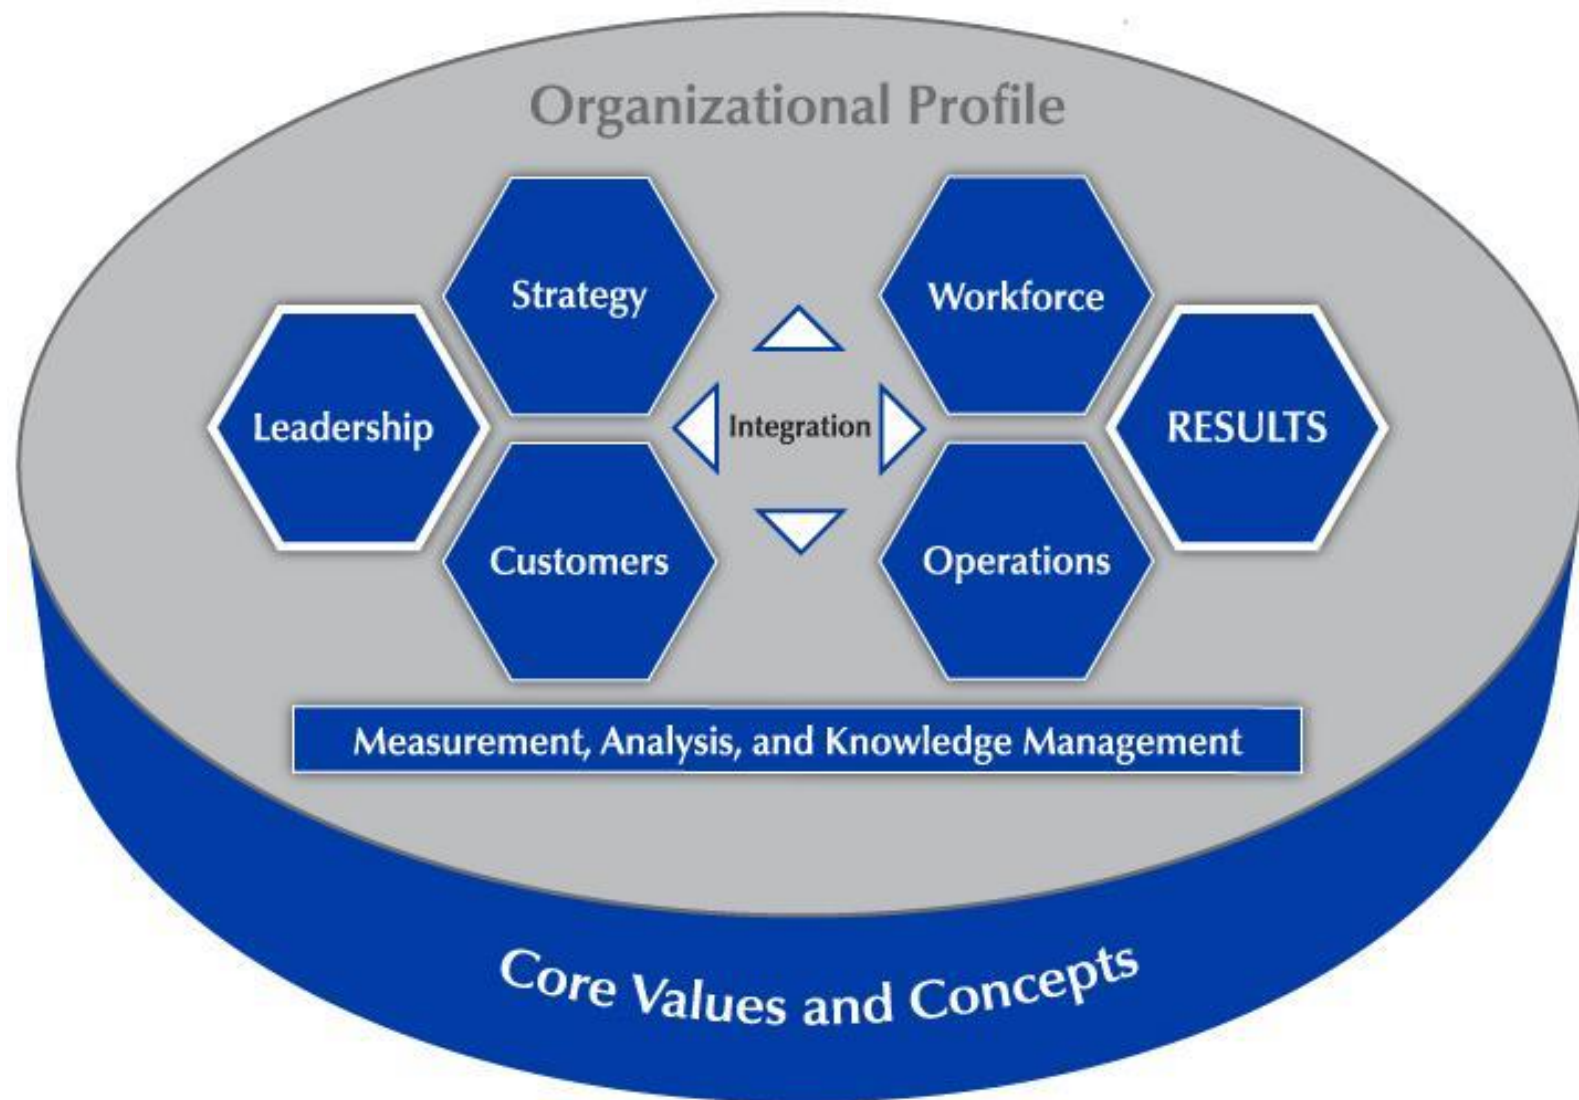 Organizational Profile
Strategy
Workforce
Leadership
Integration
RESULTS
Customers
Operations
Measurement, Analysis, and Knowledge Management
Core Values and Concepts